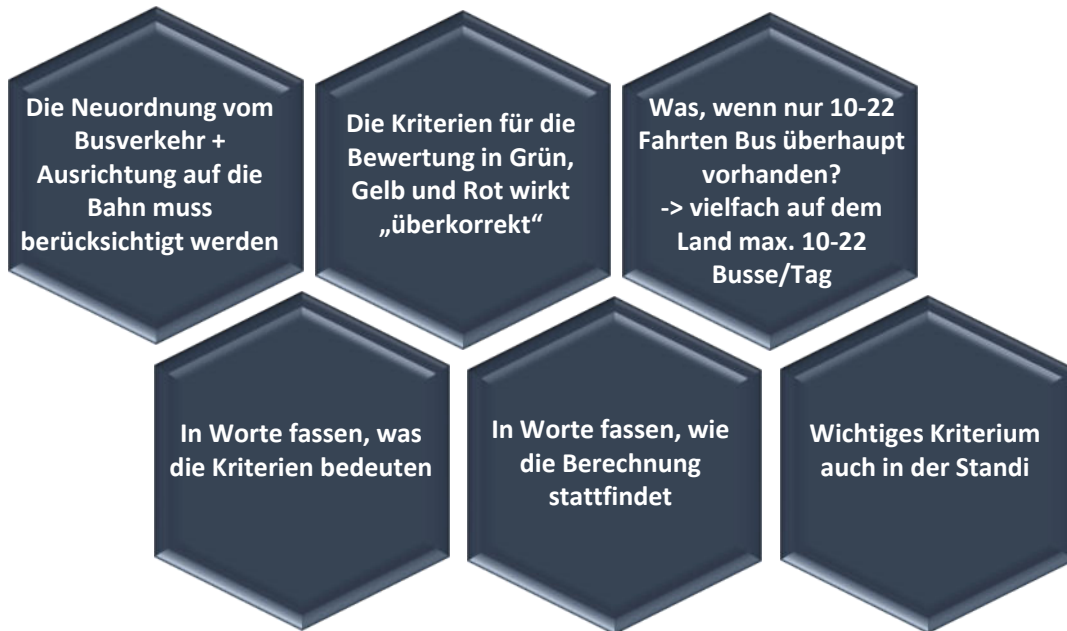 Die Neuordnung vom
Busverkehr +
Ausrichtung auf die
Bahn muss
berücksichtigt werden
Die Kriterien für die
Bewertung in Grün,
Gelb und Rot wirkt
„überkorrekt“
Was, wenn nur 10-22
Fahrten Bus überhaupt
vorhanden?
-> vielfach auf dem
Land max. 10-22
Busse/Tag
In Worte fassen, was
die Kriterien bedeuten
In Worte fassen, wie
die Berechnung
stattfindet
Wichtiges Kriterium
auch in der Standi